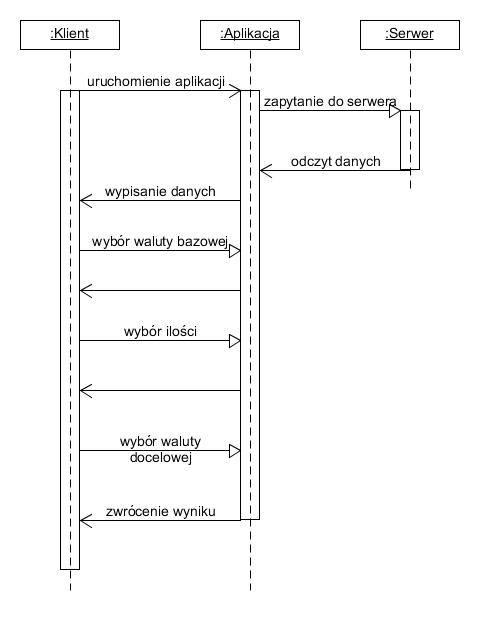 :Klient
:Aplikacja
:Serwer
uruchomienie aplikacji
zapytanie do serwera
odczyt danych
wypisanie danych
wybór waluty bazowej
wybór ilości
wybór waluty
docelowej
zwrócenie wyniku